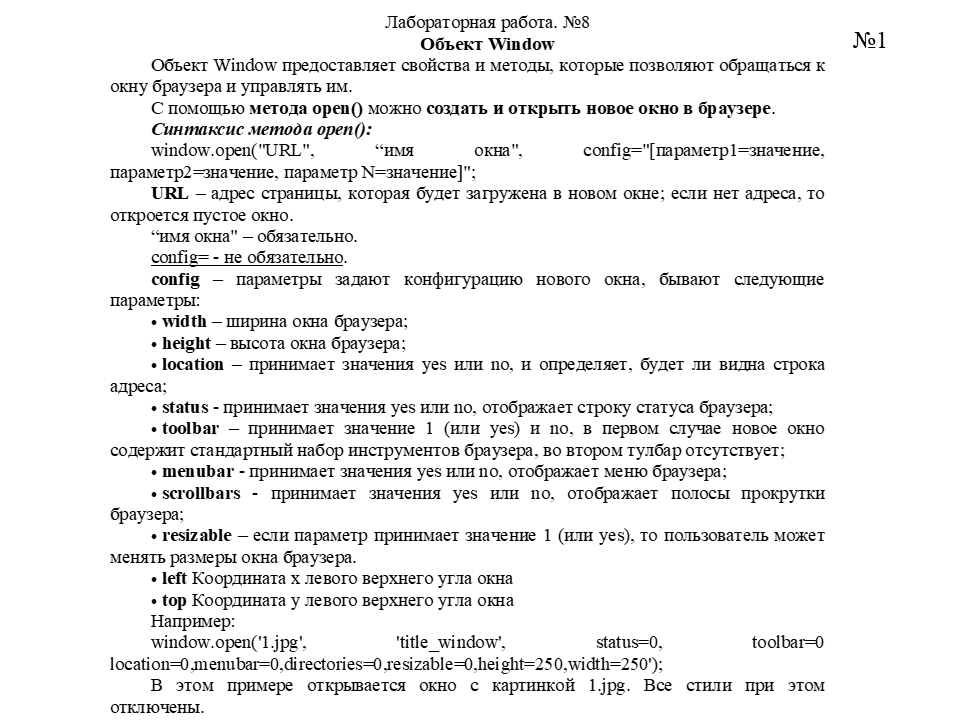 Лабораторная работа. №8
№1
Объект Window
Объект Window предоставляет свойства и методы, которые позволяют обращаться к
окну браузера и управлять им.
С помощью метода open() можно создать и открыть новое окно в браузере.
Синтаксис метода open():
window.open("URL", “имя окна", config="[параметр1=значение,
параметр2=значение, параметр N=значение]";
URL – адрес страницы, которая будет загружена в новом окне; если нет адреса, то
откроется пустое окно.
“имя окна" – обязательно.
config= - не обязательно.
config – параметры задают конфигурацию нового окна, бывают следующие
параметры:
• width – ширина окна браузера;
• height – высота окна браузера;
• location – принимает значения yes или no, и определяет, будет ли видна строка
адреса;
• status - принимает значения yes или no, отображает строку статуса браузера;
• toolbar – принимает значение 1 (или yes) и no, в первом случае новое окно
содержит стандартный набор инструментов браузера, во втором тулбар отсутствует;
• menubar - принимает значения yes или no, отображает меню браузера;
• scrollbars - принимает значения yes или no, отображает полосы прокрутки
браузера;
• resizable – если параметр принимает значение 1 (или yes), то пользователь может
менять размеры окна браузера.
• left Координата x левого верхнего угла окна
• top Координата y левого верхнего угла окна
Например:
window.open('1.jpg', 'title_window', status=0, toolbar=0
location=0,menubar=0,directories=0,resizable=0,height=250,width=250');
В этом примере открывается окно с картинкой 1.jpg. Все стили при этом
отключены.